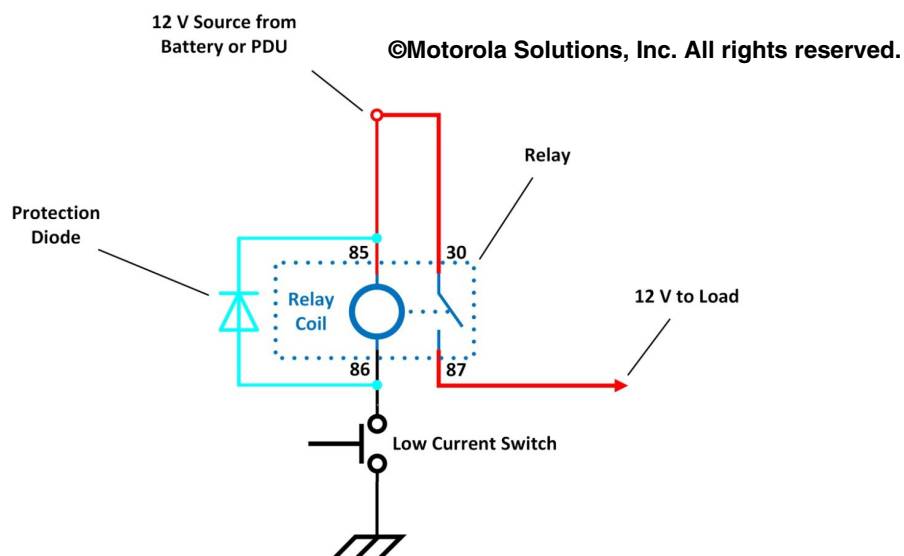 12 V Source from
Battery or PDU
©Motorola Solutions, Inc. All rights reserved.
Relay
Protection
Diode
85
30
Relay
Coil
12 V to Load
86
87
Low Current Switch